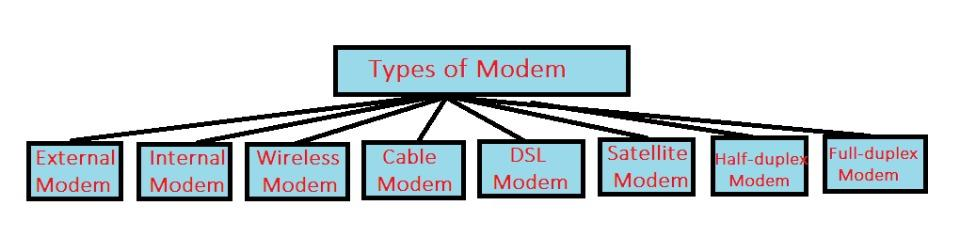 Types of Modem
External
Modem
Internal
Modem
Wireless
Modem
Cable
Modem
DSL
Modem
Satellite
Modem
Half-duplex
Modem
Full-duplex
Modem